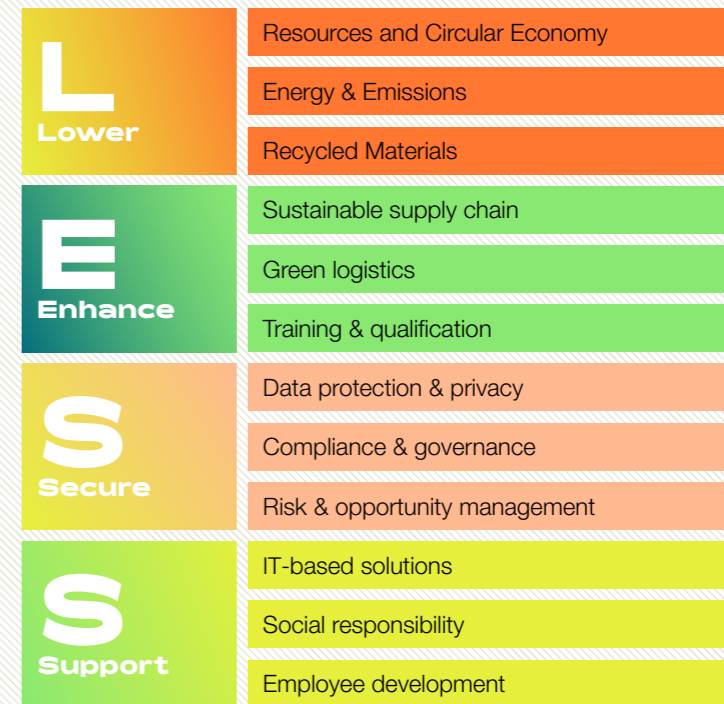 L
Lower
Resources and Circular Economy
Energy & Emissions
Recycled Materials
E
Enhance
Sustainable supply chain
Green logistics
Training & qualification
S
Secure
Data protection & privacy
Compliance & governance
Risk & opportunity management
S
Support
IT-based solutions
Social responsibility
Employee development